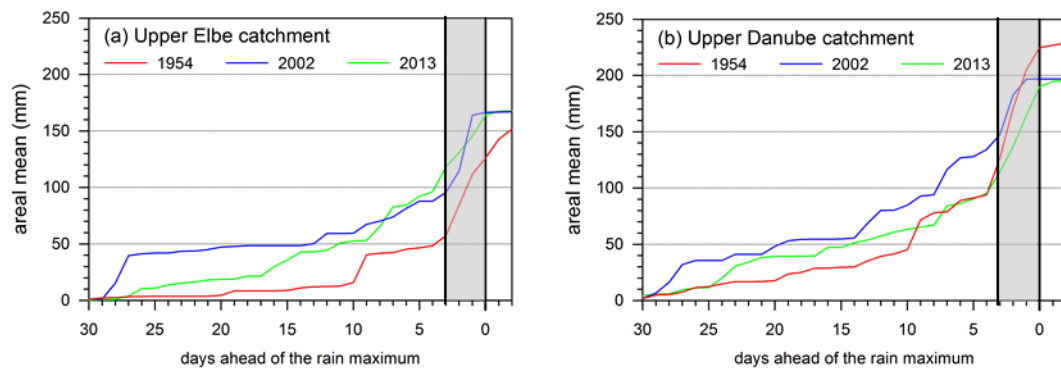 (a) Upper Elbe catchment
1954 2002 2013
250
200
150
100
50
0
areal mean (mm)
30 25 20 15 10 5 0
days ahead of the rain maximum
(b) Upper Danube catchment
1954 2002 2013
250
200
150
100
50
0
areal mean (mm)
30 25 20 15 10 5 0
days ahead of the rain maximum